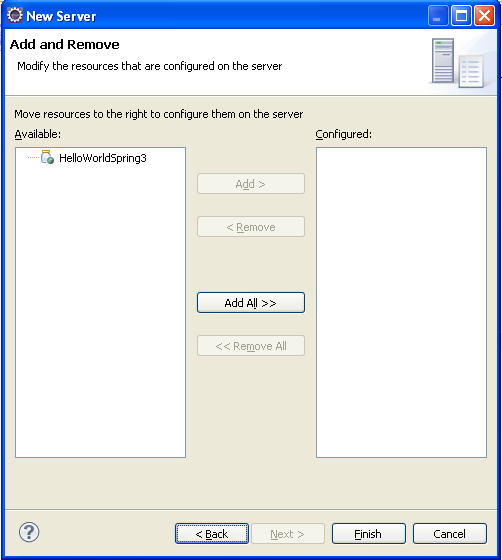 New Server
Add and Remove
Modify the resources that are configured on the server
Move resources to the right to configure them on the server
Available:
Configured:
HelloWorldSpring3
Add >
< Remove
Add All >>
<< Remove All
?
< Back
Next >
Finish
Cancel